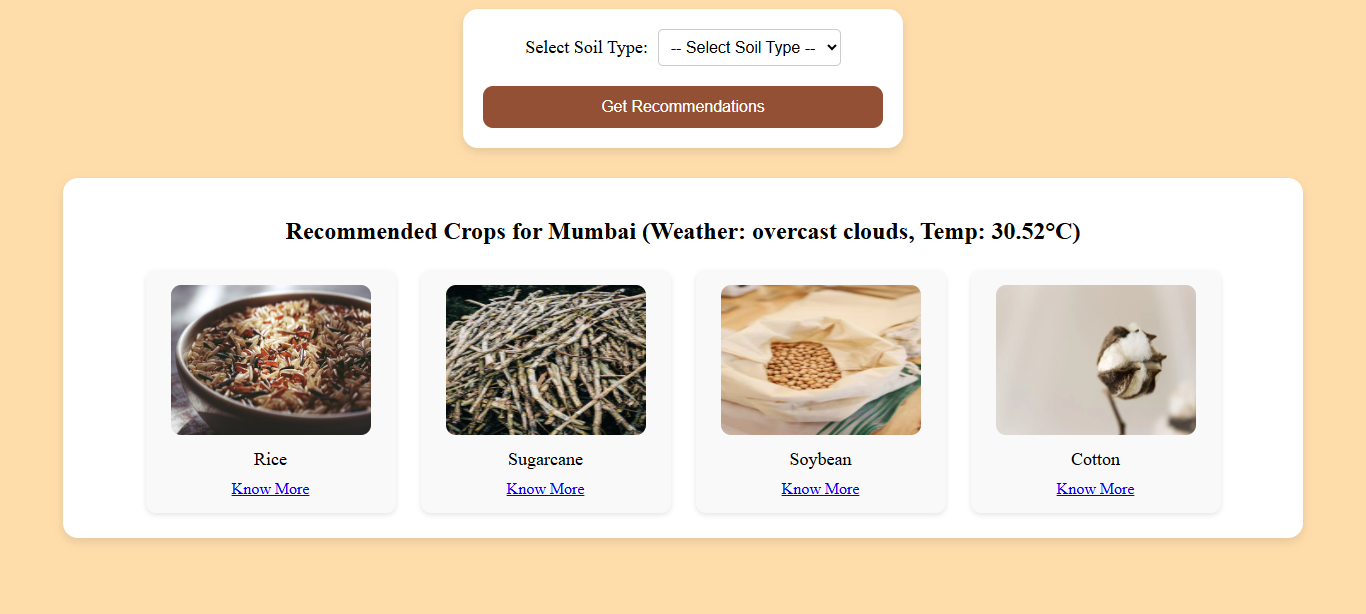 Select Soil Type: -- Select Soil Type --
Get Recommendations
Recommended Crops for Mumbai (Weather: overcast clouds, Temp: 30.52°C)
Rice
Know More
Sugarcane
Know More
Soybean
Know More
Cotton
Know More